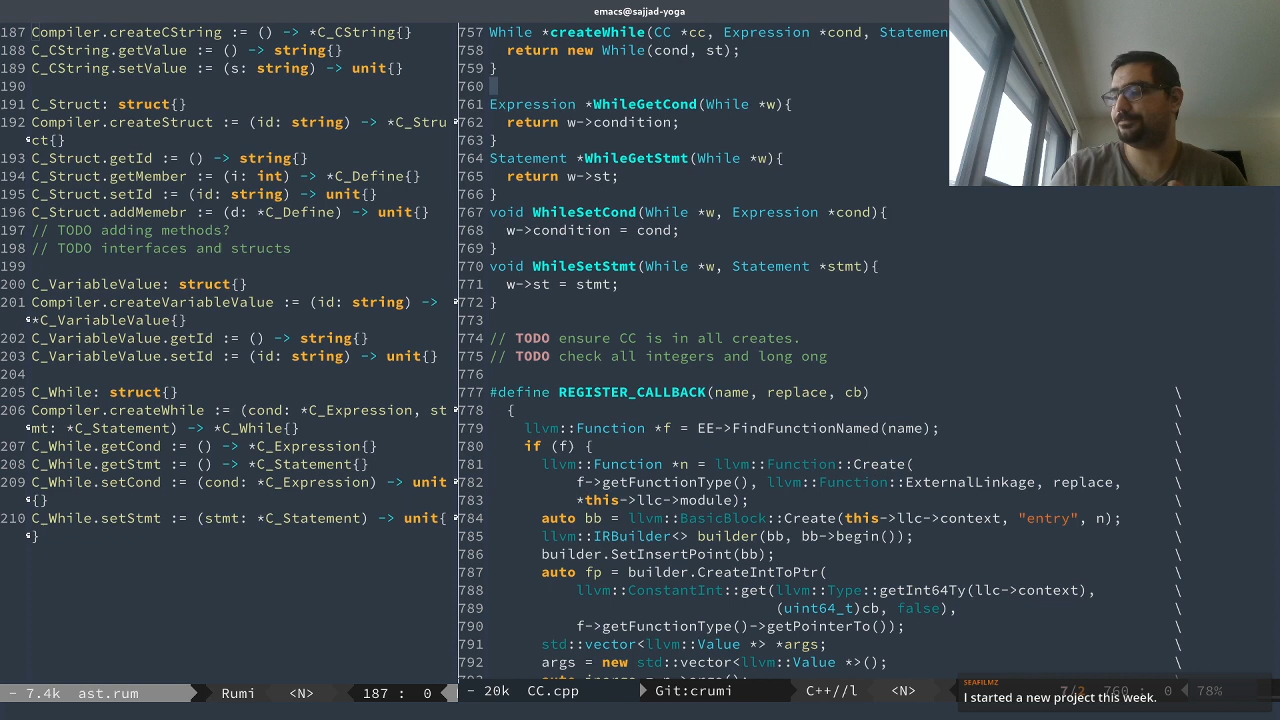 emacs@sajjad-yoga
187 Compiler.createCString := () -> *C_CString{}
188 C_CString.getValue := () -> string{}
189 C_CString.setValue := (s: string) -> unit{}
190
191 C_Struct: struct{}
192 Compiler.createStruct := (id: string) -> *C_Stru
ct{}
193 C_Struct.getId := () -> string{}
194 C_Struct.getMember := (i: int) -> *C_Define{}
195 C_Struct.setId := (id: string) -> unit{}
196 C_Struct.addMemebr := (d: *C_Define) -> unit{}
197 // TODO adding methods?
198 // TODO interfaces and structs
199
200 C_VariableValue: struct{}
201 Compiler.createVariableValue := (id: string) ->
*C_VariableValue{}
202 C_VariableValue.getId := () -> string{}
203 C_VariableValue.setId := (id: string) -> unit{}
204
205 C_While: struct{}
206 Compiler.createWhile := (cond: *C_Expression, st
mt: *C_Statement) -> *C_While{}
207 C_While.getCond := () -> *C_Expression{}
208 C_While.getStmt := () -> *C_Statement{}
209 C_While.setCond := (cond: *C_Expression) -> unit
{}
210 C_While.setStmt := (stmt: *C_Statement) -> unit{
}
- 7.4k ast.rum Rumi <N> 187 : 0
757 While *createWhile(CC *cc, Expression *cond, Statemen
758 return new While(cond, st);
759 }
760
761 Expression *WhileGetCond(While *w){
762 return w->condition;
763 }
764 Statement *WhileGetStmt(While *w){
765 return w->st;
766 }
767 void WhileSetCond(While *w, Expression *cond){
768 w->condition = cond;
769 }
770 void WhileSetStmt(While *w, Statement *stmt){
771 w->st = stmt;
772 }
773
774 // TODO ensure CC is in all creates.
775 // TODO check all integers and long ong
776
777 #define REGISTER_CALLBACK(name, replace, cb) \
778 { \
779 llvm::Function *f = EE->FindFunctionNamed(name); \
780 if (f) { \
781 llvm::Function *n = llvm::Function::Create( \
782 f->getFunctionType(), llvm::Function::ExternalLinkage, replace, \
783 *this->llc->module); \
784 auto bb = llvm::BasicBlock::Create(this->llc->context, "entry", n); \
785 llvm::IRBuilder<> builder(bb, bb->begin()); \
786 builder.SetInsertPoint(bb); \
787 auto fp = builder.CreateIntToPtr( \
788 llvm::ConstantInt::get(llvm::Type::getInt64Ty(llc->context), \
789 (uint64_t)cb, false), \
790 f->getFunctionType()->getPointerTo()); \
791 std::vector<llvm::Value *> *args; \
792 args = new std::vector<llvm::Value *>(); \
- 20k CC.cpp Git:crumi C++//l <N> 7/2 760 : 0 78%
SEAFILMZ
I started a new project this week.